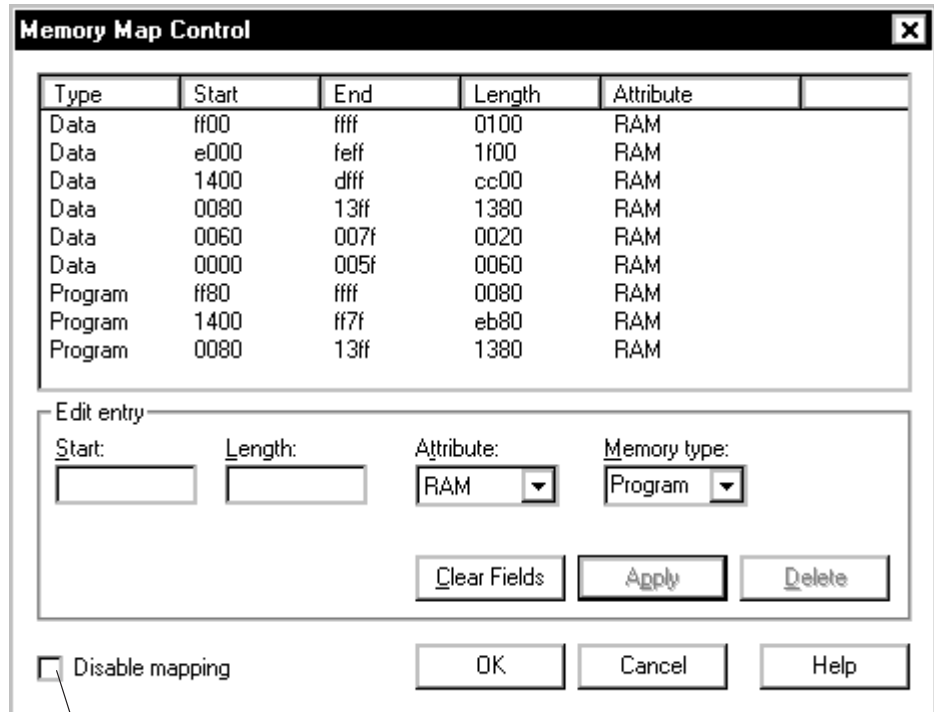 Memory Map Control
Type Start End Length Attribute
Data ff00 ffff 0100 RAM
Data e000 feff 1f00 RAM
Data 1400 dfff cc00 RAM
Data 0080 13ff 1380 RAM
Data 0060 007f 0020 RAM
Data 0000 005f 0060 RAM
Program ff80 ffff 0080 RAM
Program 1400 ff7f eb80 RAM
Program 0080 13ff 1380 RAM
Edit entry
Start: Length: Attribute: Memory type:
RAM Program
Clear Fields Apply Delete
Disable mapping OK Cancel Help